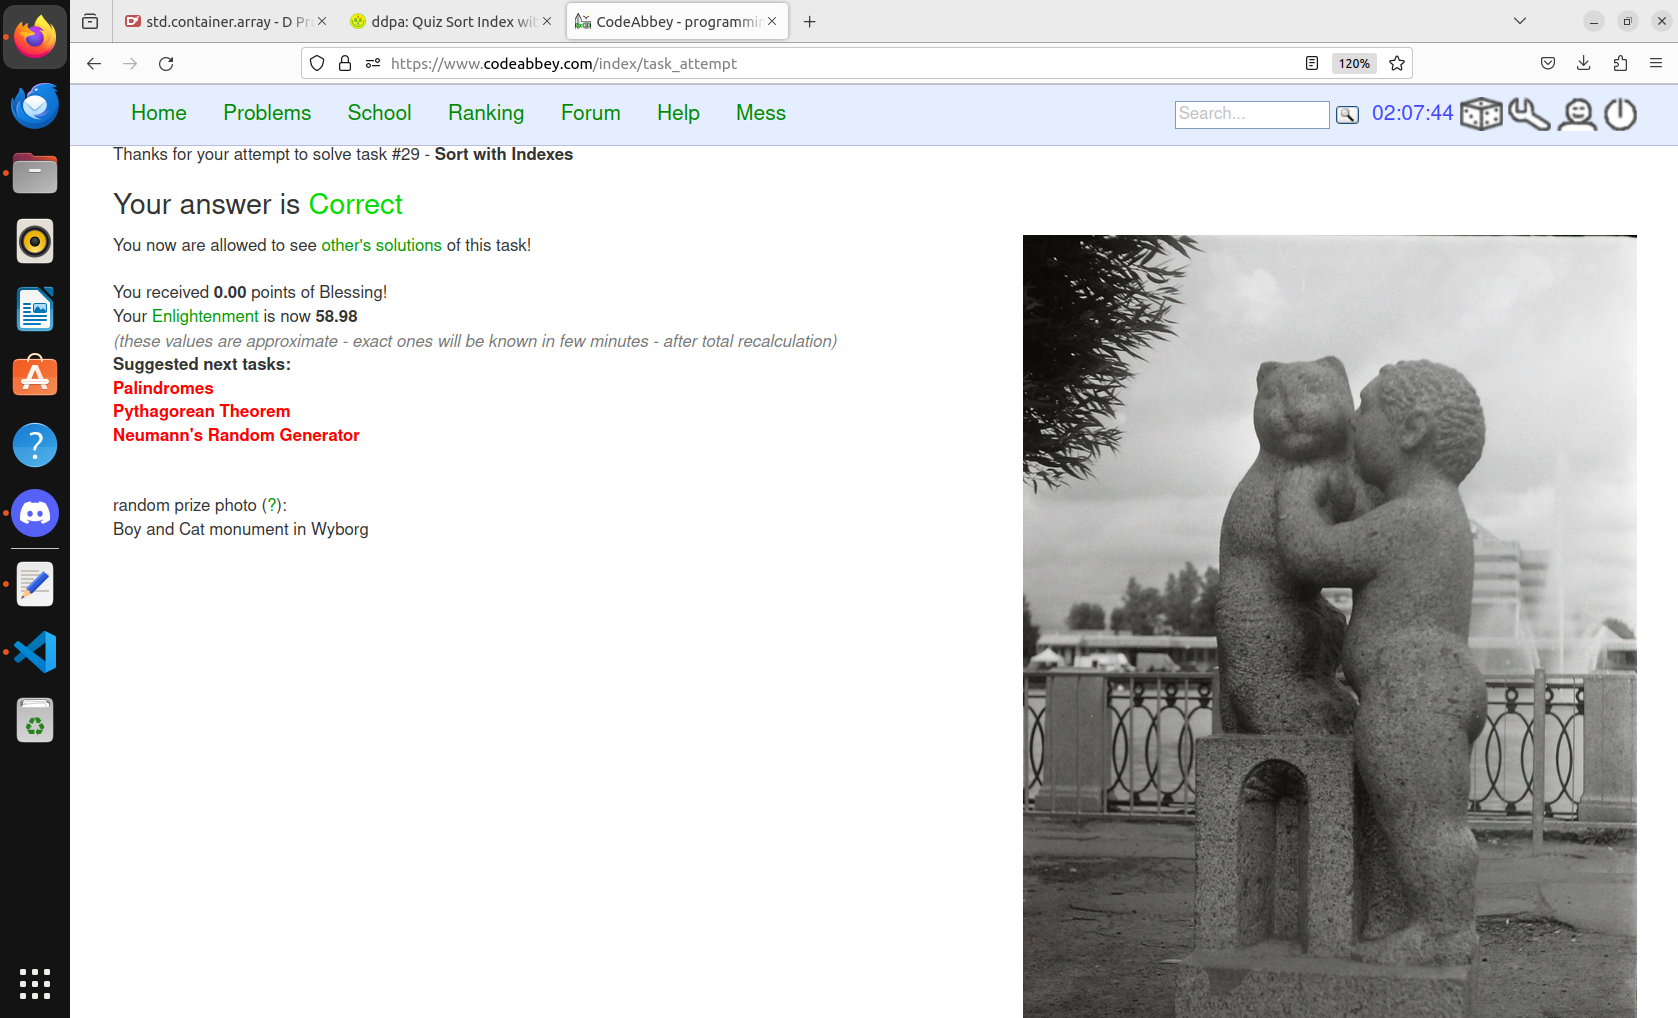 std.container.array - D Pr
ddpa: Quiz Sort Index wit
CodeAbbey - programmin
https://www.codeabbey.com/index/task_attempt
120%
Home Problems School Ranking Forum Help Mess
Search...
02:07:44
Thanks for your attempt to solve task #29 - Sort with Indexes
Your answer is Correct
You now are allowed to see other's solutions of this task!
You received 0.00 points of Blessing!
Your Enlightenment is now 58.98
(these values are approximate - exact ones will be known in few minutes - after total recalculation)
Suggested next tasks:
Palindromes
Pythagorean Theorem
Neumann's Random Generator
random prize photo (?):
Boy and Cat monument in Wyborg